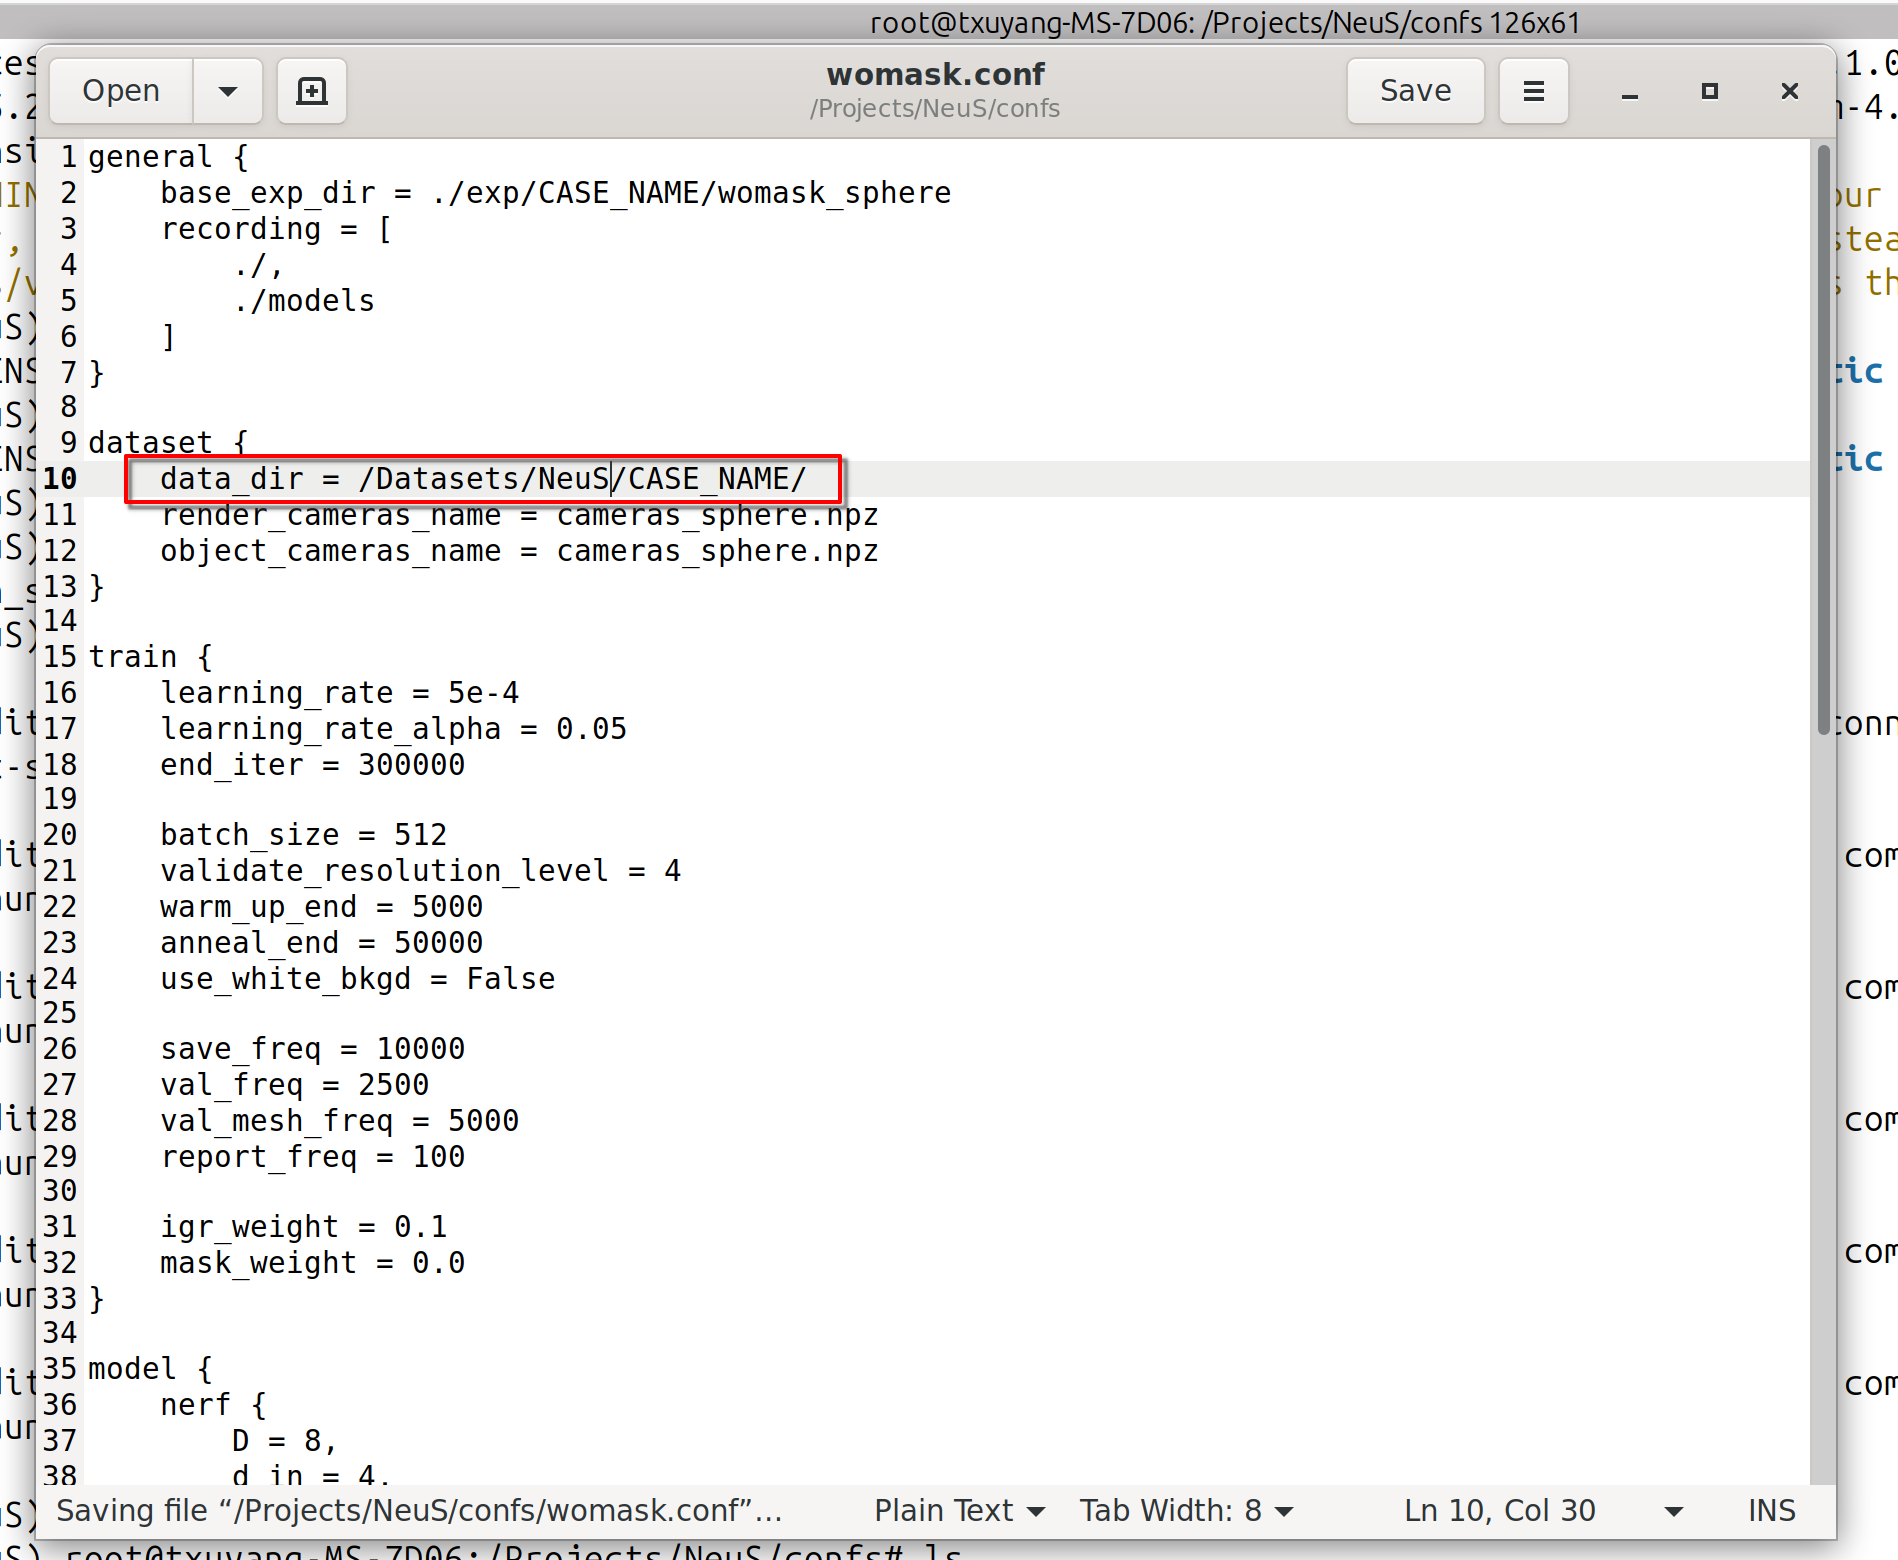 root@txuyang-MS-7D06: /Projects/NeuS/confs 126x61
Open
womask.conf
/Projects/NeuS/confs
Save
1 general {
2     base_exp_dir = ./exp/CASE_NAME/womask_sphere
3     recording = [
4         ./,
5         ./models
6     ]
7 }
8
9 dataset {
10     data_dir = /Datasets/NeuS/CASE_NAME/
11     render_cameras_name = cameras_sphere.npz
12     object_cameras_name = cameras_sphere.npz
13 }
14
15 train {
16     learning_rate = 5e-4
17     learning_rate_alpha = 0.05
18     end_iter = 300000
19
20     batch_size = 512
21     validate_resolution_level = 4
22     warm_up_end = 5000
23     anneal_end = 50000
24     use_white_bkgd = False
25
26     save_freq = 10000
27     val_freq = 2500
28     val_mesh_freq = 5000
29     report_freq = 100
30
31     igr_weight = 0.1
32     mask_weight = 0.0
33 }
34
35 model {
36     nerf {
37         D = 8,
38         d_in = 4,
Saving file “/Projects/NeuS/confs/womask.conf”… Plain Text Tab Width: 8 Ln 10, Col 30 INS
root@txuyang-MS-7D06:/Projects/NeuS/confs# ls